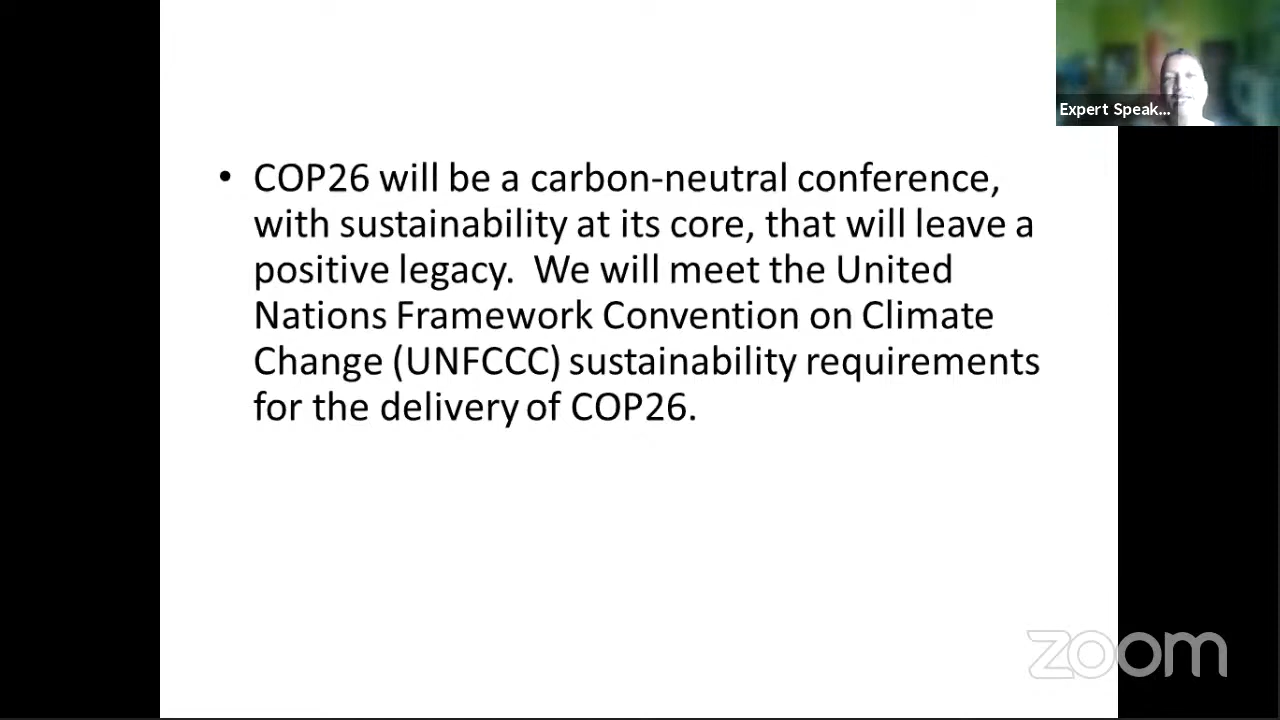 Expert Speak...
• COP26 will be a carbon-neutral conference,
with sustainability at its core, that will leave a
positive legacy.  We will meet the United
Nations Framework Convention on Climate
Change (UNFCCC) sustainability requirements
for the delivery of COP26.
zoom